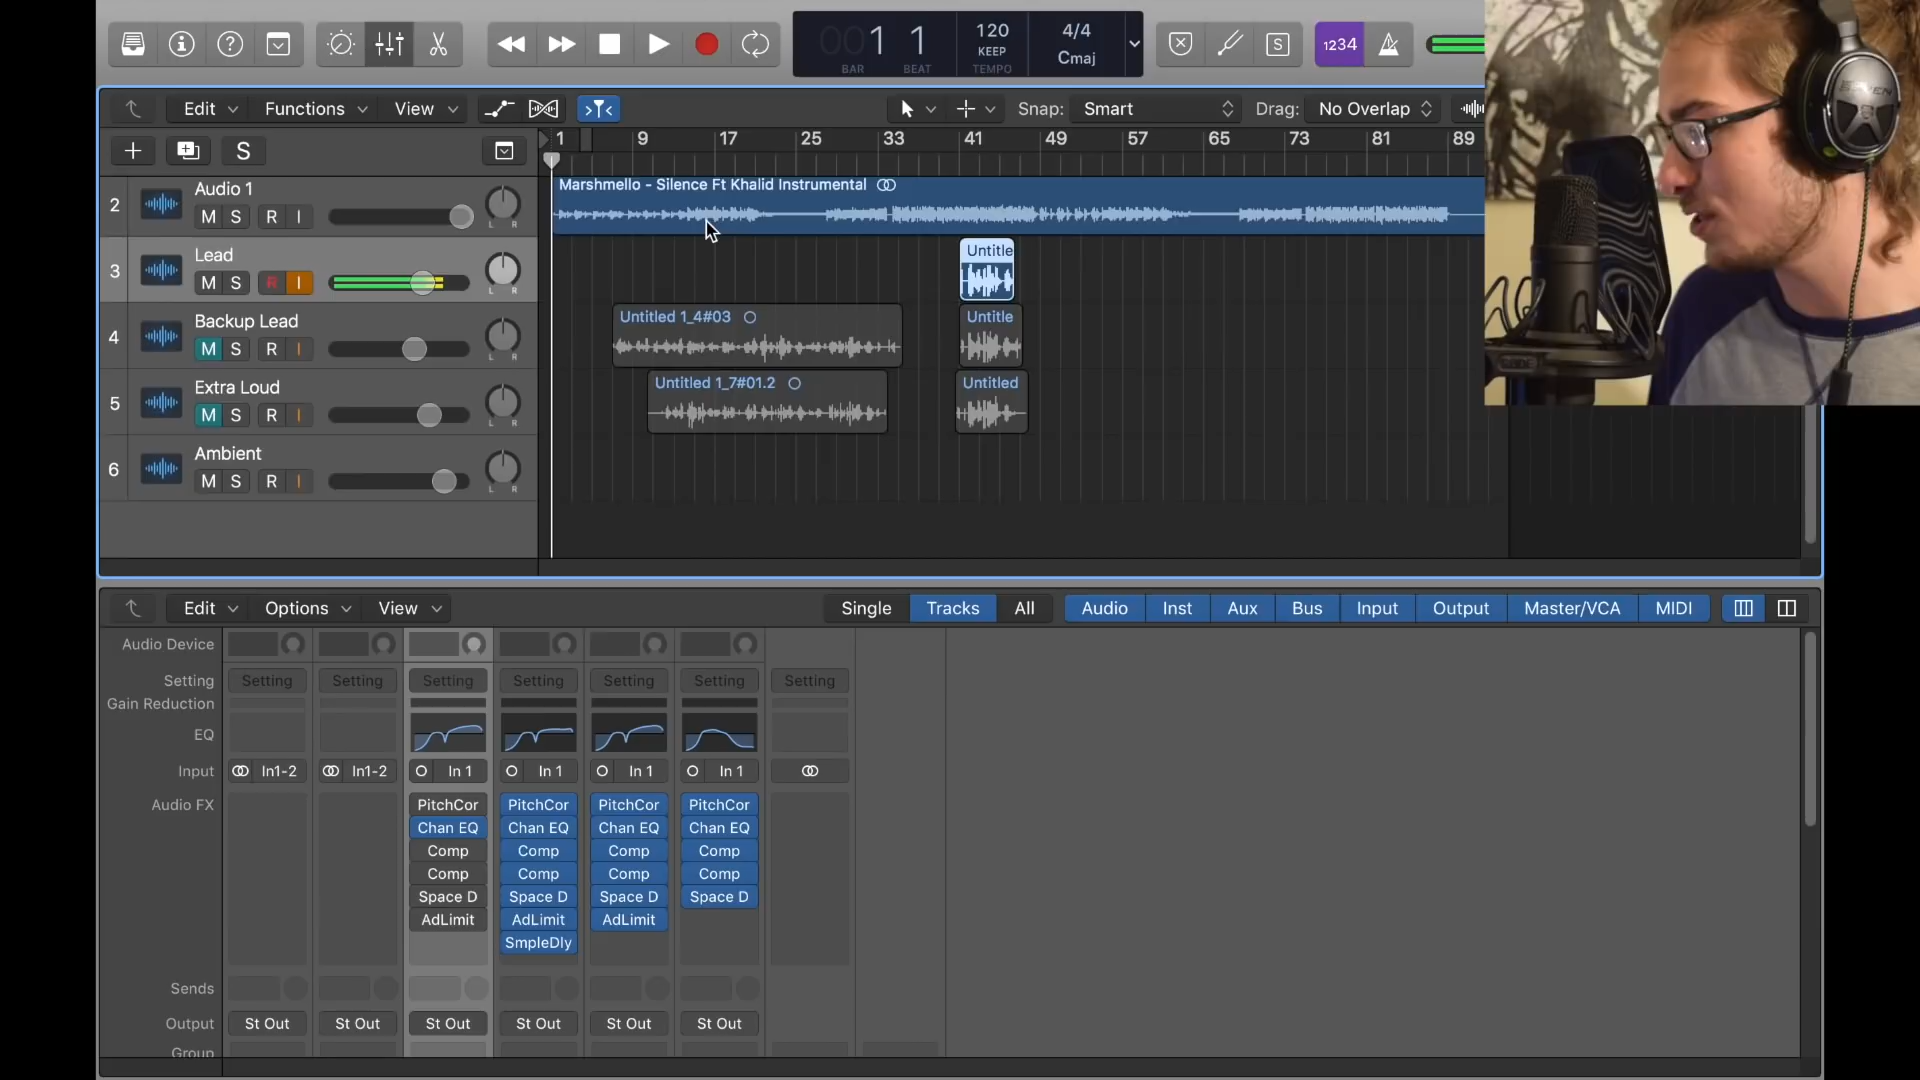 001 1 120 4/4
KEEP Cmaj
BAR BEAT TEMPO
S 1234
Edit Functions View Snap: Smart Drag: No Overlap
S 1 9 17 25 33 41 49 57 65 73 81 89
2 Audio 1 M S R I L R
Marshmello - Silence Ft Khalid Instrumental
3 Lead M S R I L R
Untitle
4 Backup Lead M S R I L R
Untitled 1_4#03 Untitle
5 Extra Loud M S R I L R
Untitled 1_7#01.2 Untitled
6 Ambient M S R I L R
Edit Options View Single Tracks All Audio Inst Aux Bus Input Output Master/VCA MIDI
Audio Device
Setting Setting Setting Setting Setting Setting Setting Setting
Gain Reduction
EQ
Input In1-2 In1-2 In 1 In 1 In 1 In 1
Audio FX PitchCor PitchCor PitchCor PitchCor
Chan EQ Chan EQ Chan EQ Chan EQ
Comp Comp Comp Comp
Comp Comp Comp Comp
Space D Space D Space D Space D
AdLimit AdLimit AdLimit
SmpleDly
Sends
Output St Out St Out St Out St Out St Out St Out
Group